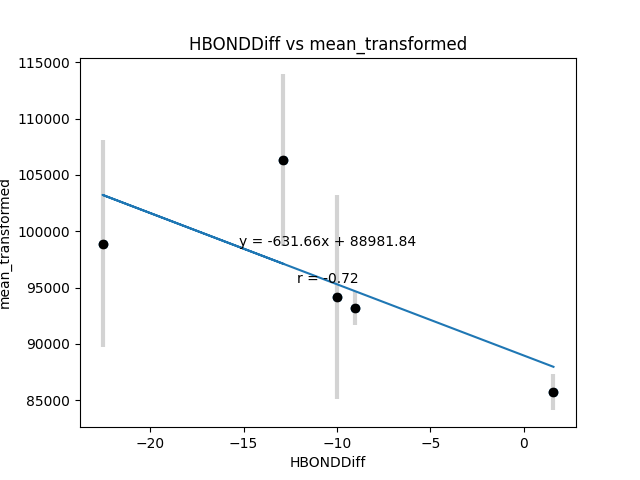 HBONDDiff vs mean_transformed
115000
110000
105000
100000
95000
90000
85000
mean_transformed
y = -631.66x + 88981.84
r = -0.72
−20
−15
−10
−5
0
HBONDDiff